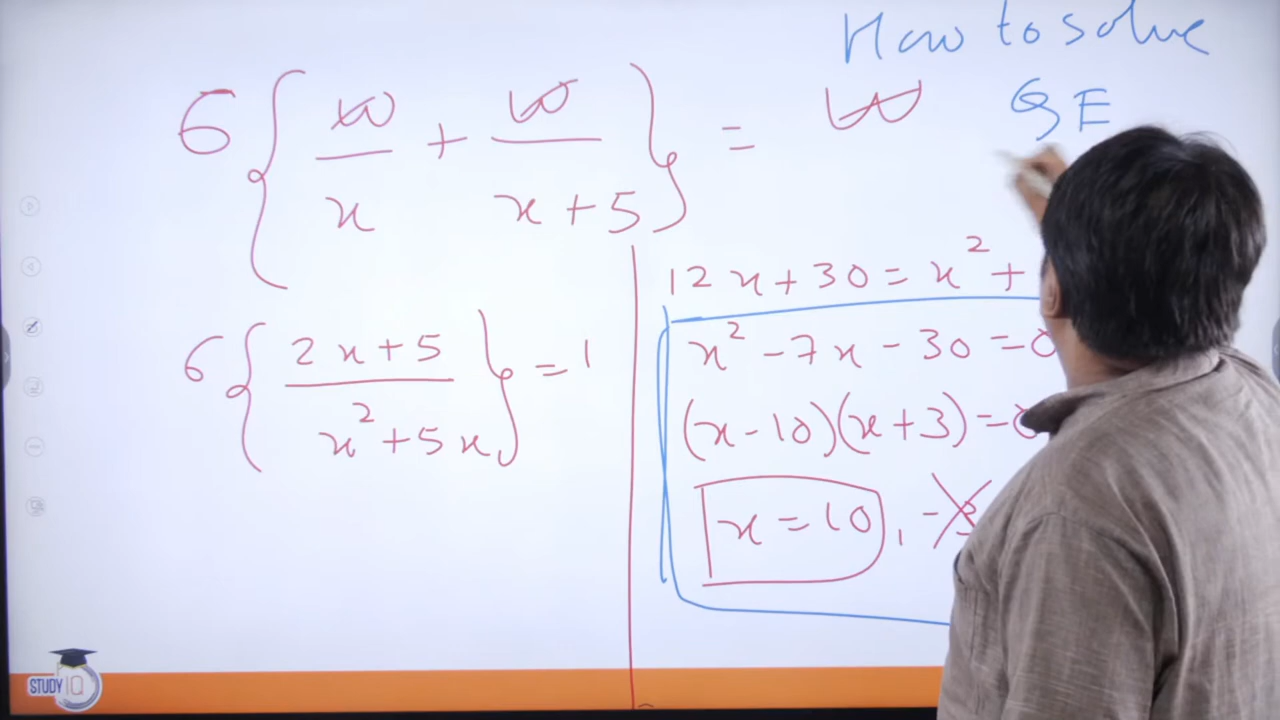 How to solve
QE
6 { w/x + w/(x+5) } = w
6 { (2x+5)/(x²+5x) } = 1
12x + 30 = x² +
x² - 7x - 30 = 0
(x-10)(x+3) = 0
x = 10, -3
STUDY IQ